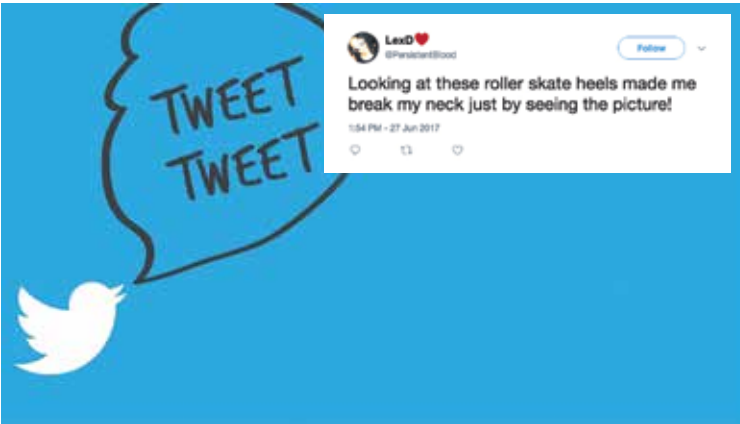 TWEET
TWEET
LexD❤
@PersistantBlood
Follow
Looking at these roller skate heels made me
break my neck just by seeing the picture!
1:54 PM - 27 Jun 2017